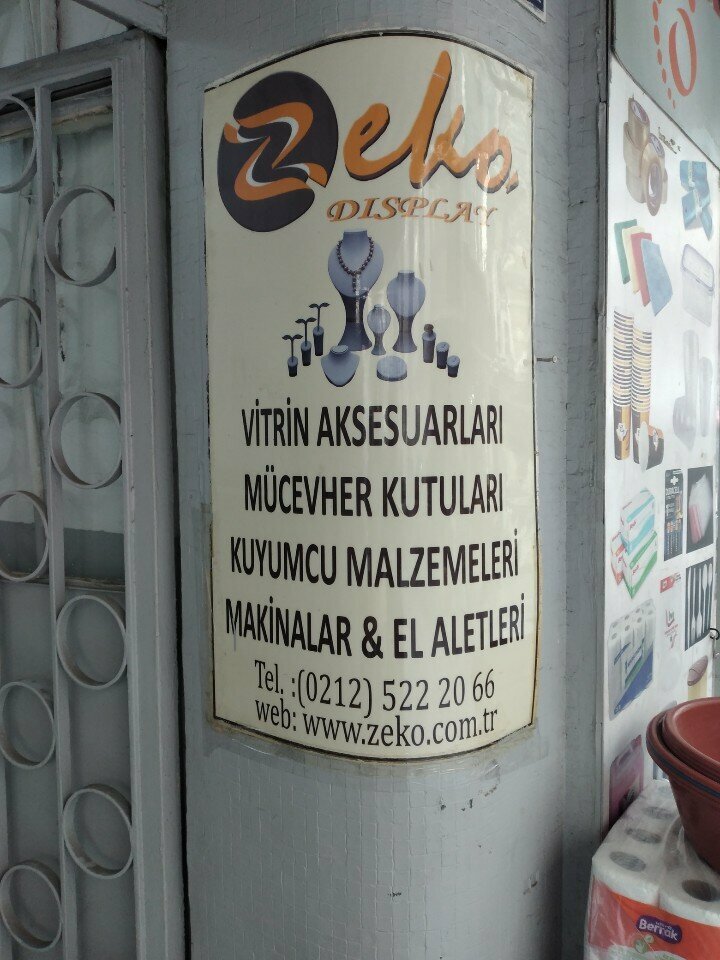 Zeko.
DISPLAY
VİTRİN AKSESUARLARI
MÜCEVHER KUTULARI
KUYUMCU MALZEMELERİ
MAKİNALAR & EL ALETLERİ
Tel. :(0212) 522 20 66
web: www.zeko.com.tr
DURACELL
Berrak